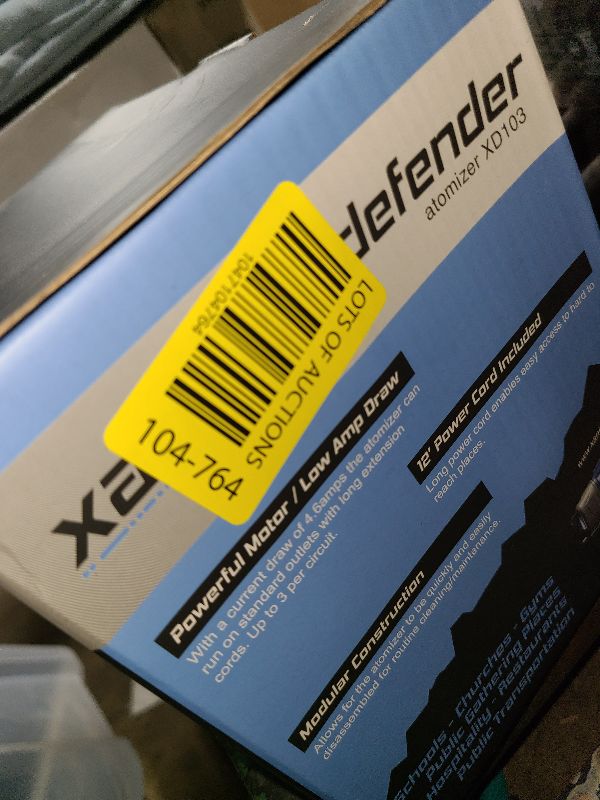 xa
defender
atomizer XD103
1047104764
LOTS OF AUCTIONS
104-764
Powerful Motor / Low Amp Draw
With a current draw of 4.6amps the atomizer can
run on standard outlets with long extension
cords. Up to 3 per circuit.
12' Power Cord Included
Long power cord enables easy access to hard to
reach places.
Modular Construction
Allows for the atomizer to be quickly and easily
disassembled for routine cleaning/maintenance.
Schools - Churches - Gyms
Public Gathering Places
Hospitality - Restaurants
Public Transportation